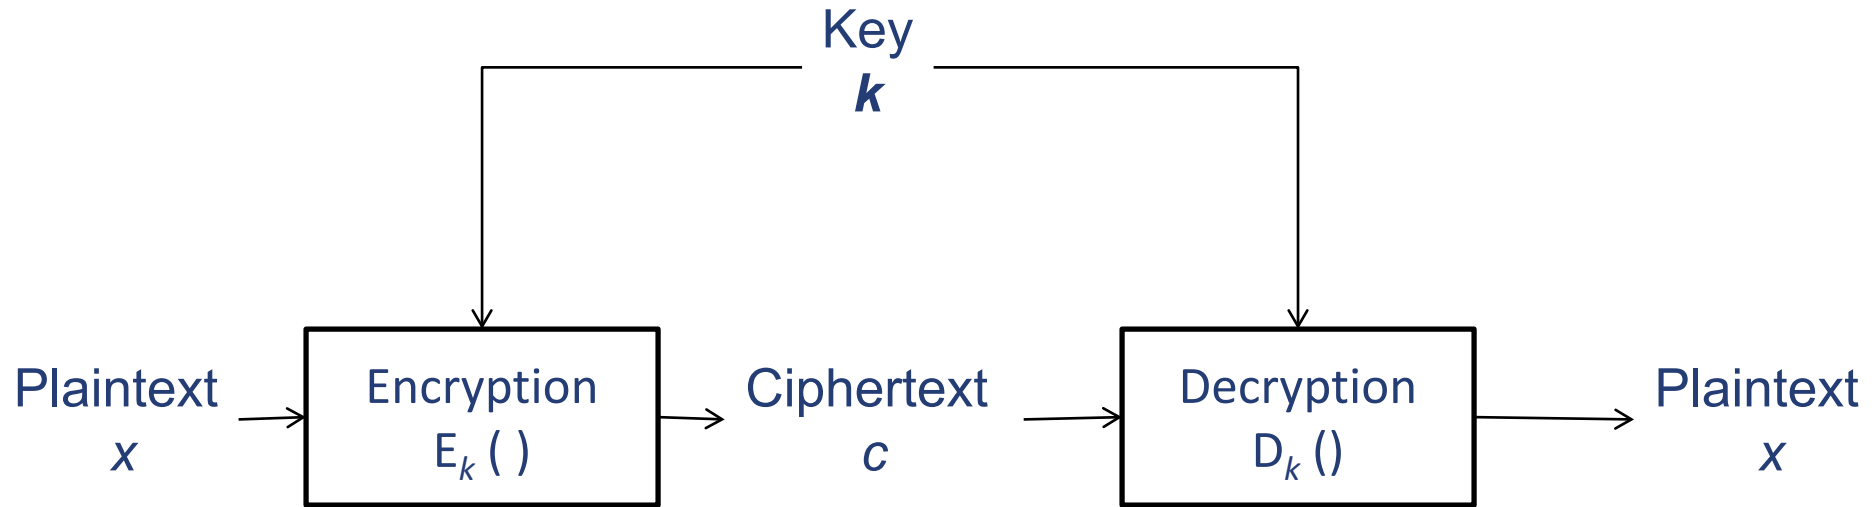 Key
k
Plaintext
x
Encryption
Eₖ ( )
Ciphertext
c
Decryption
Dₖ ()
Plaintext
x